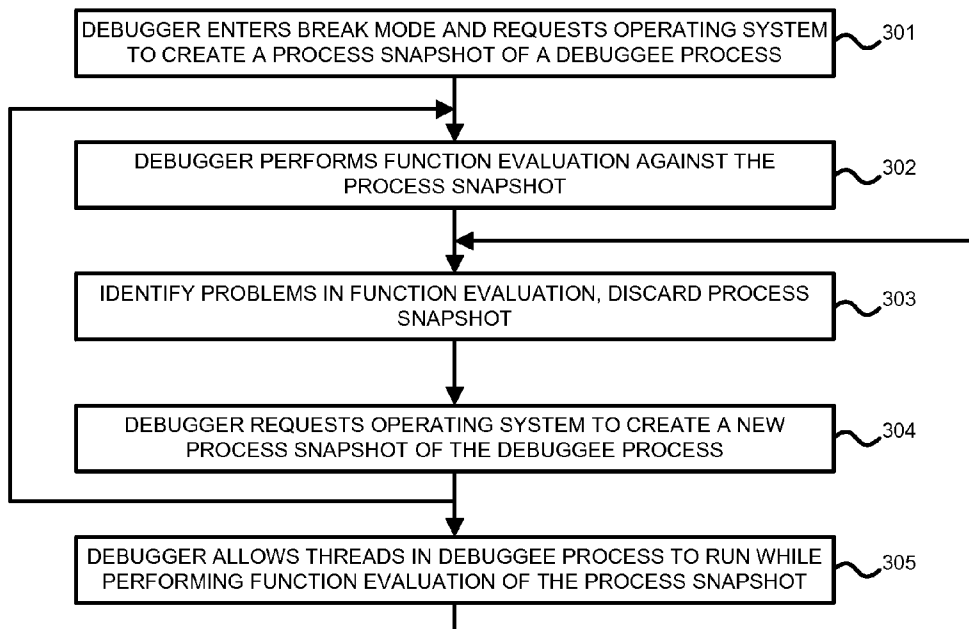 DEBUGGER ENTERS BREAK MODE AND REQUESTS OPERATING SYSTEM
TO CREATE A PROCESS SNAPSHOT OF A DEBUGGEE PROCESS
301
DEBUGGER PERFORMS FUNCTION EVALUATION AGAINST THE
PROCESS SNAPSHOT
302
IDENTIFY PROBLEMS IN FUNCTION EVALUATION, DISCARD PROCESS
SNAPSHOT
303
DEBUGGER REQUESTS OPERATING SYSTEM TO CREATE A NEW
PROCESS SNAPSHOT OF THE DEBUGGEE PROCESS
304
DEBUGGER ALLOWS THREADS IN DEBUGGEE PROCESS TO RUN WHILE
PERFORMING FUNCTION EVALUATION OF THE PROCESS SNAPSHOT
305